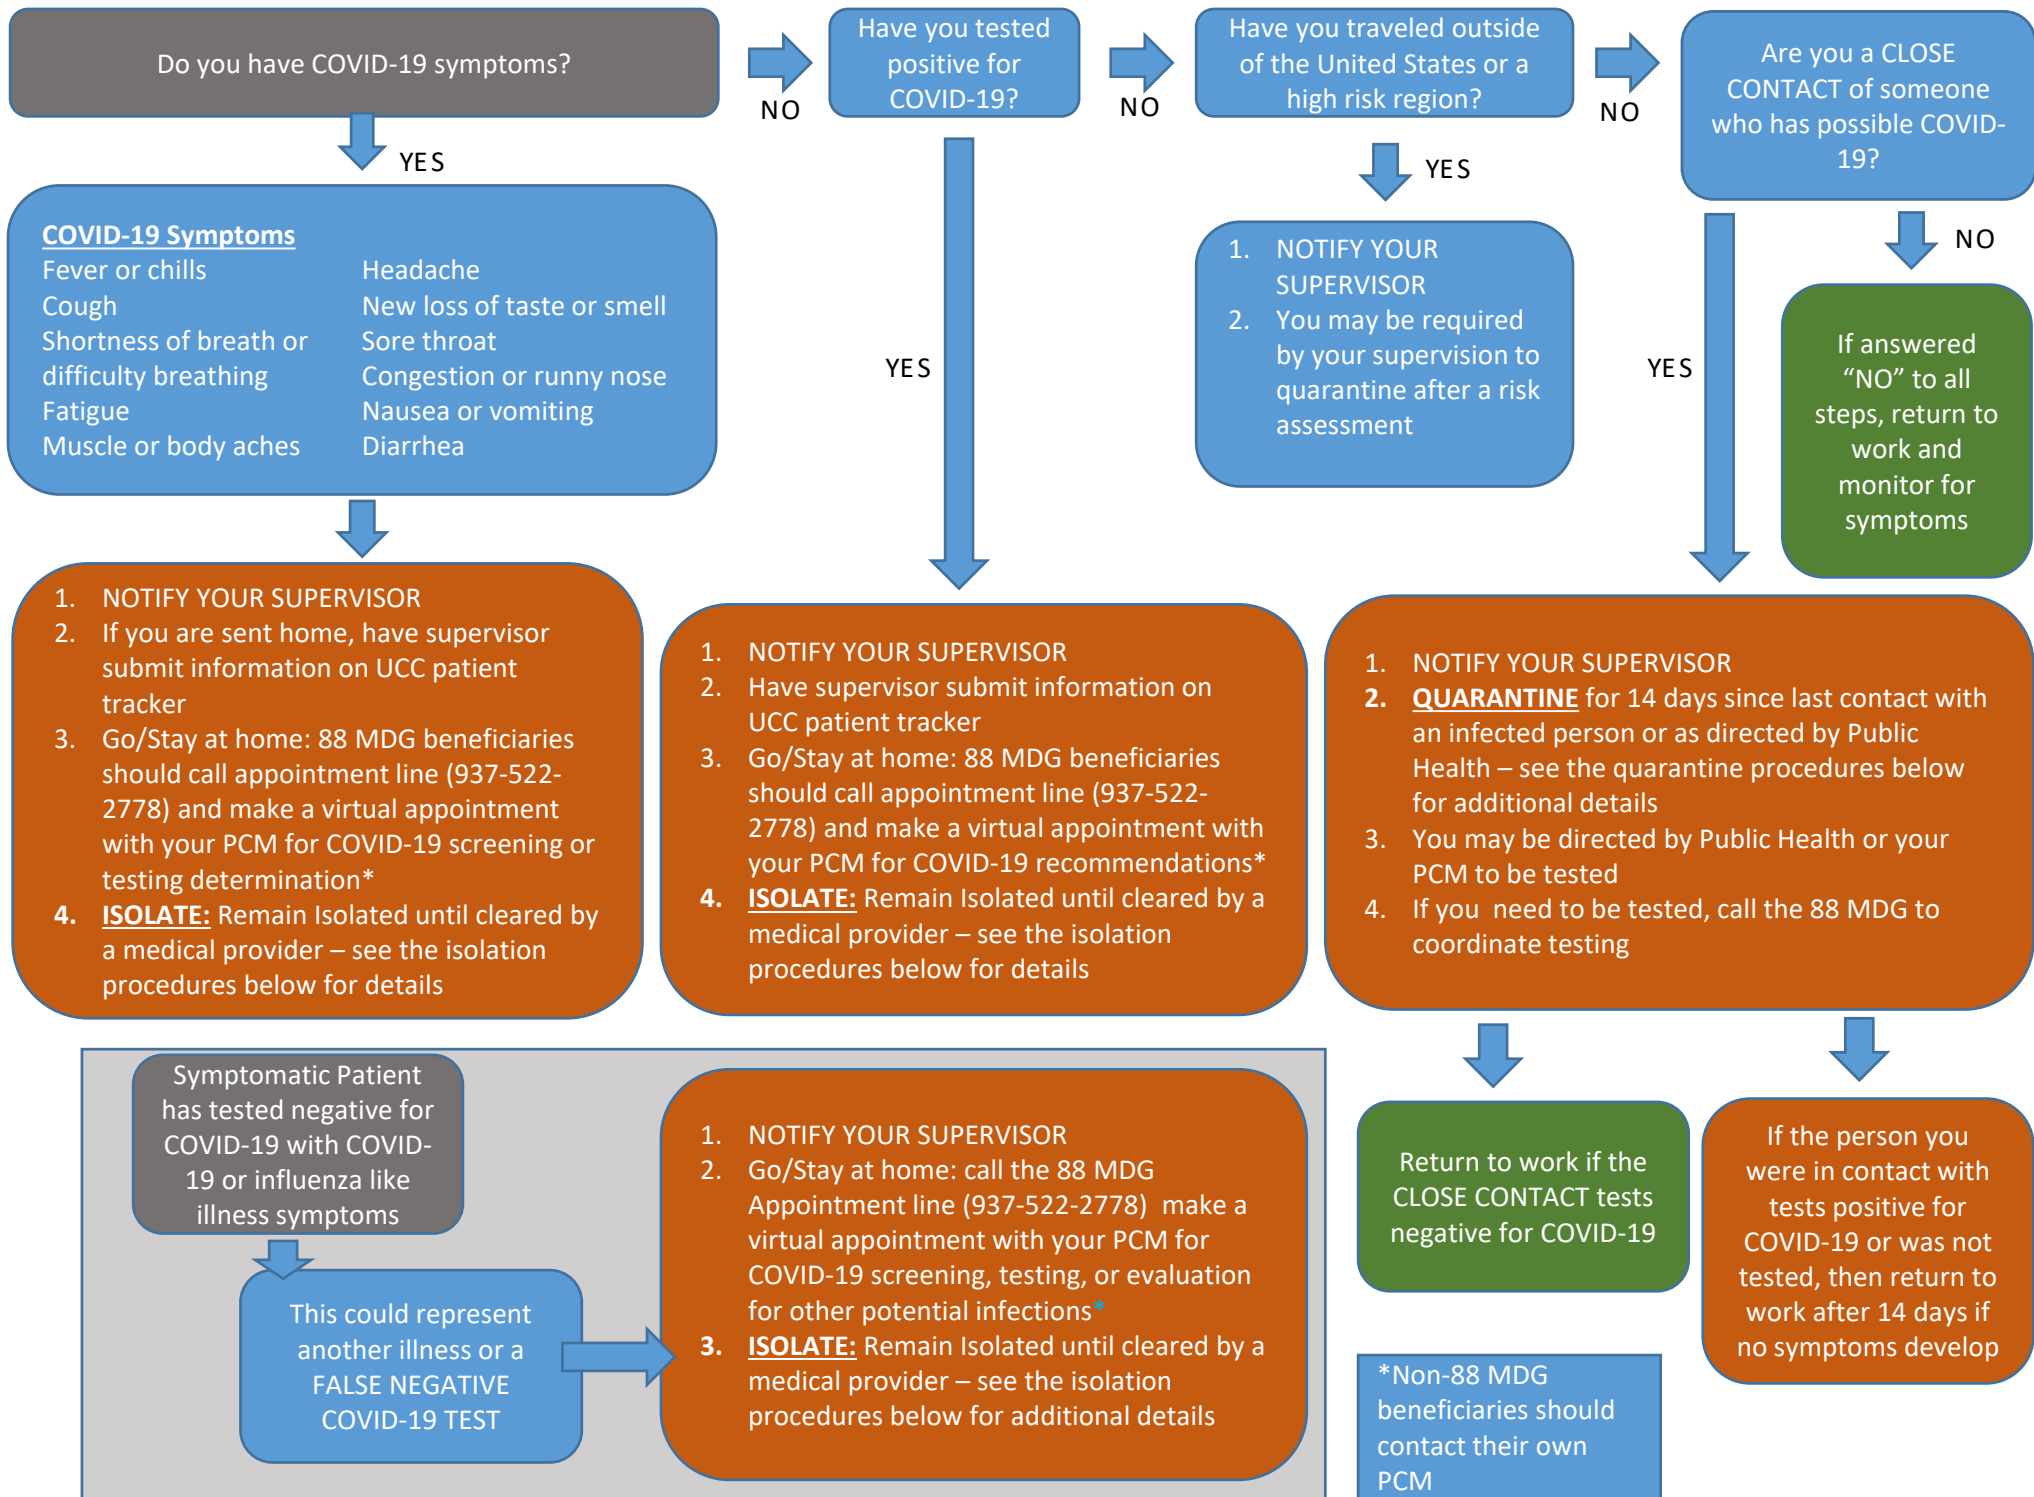 Do you have COVID-19 symptoms?
NO
Have you tested
positive for
COVID-19?
NO
Have you traveled outside
of the United States or a
high risk region?
NO
Are you a CLOSE
CONTACT of someone
who has possible COVID-
19?
YES
COVID-19 Symptoms
Fever or chills
Cough
Shortness of breath or
difficulty breathing
Fatigue
Muscle or body aches
Headache
New loss of taste or smell
Sore throat
Congestion or runny nose
Nausea or vomiting
Diarrhea
YES
YES
1. NOTIFY YOUR
SUPERVISOR
2. You may be required
by your supervision to
quarantine after a risk
assessment
YES
NO
If answered
“NO” to all
steps, return to
work and
monitor for
symptoms
1. NOTIFY YOUR SUPERVISOR
2. If you are sent home, have supervisor
submit information on UCC patient
tracker
3. Go/Stay at home: 88 MDG beneficiaries
should call appointment line (937-522-
2778) and make a virtual appointment
with your PCM for COVID-19 screening or
testing determination*
4. ISOLATE: Remain Isolated until cleared by
a medical provider – see the isolation
procedures below for details
1. NOTIFY YOUR SUPERVISOR
2. Have supervisor submit information on
UCC patient tracker
3. Go/Stay at home: 88 MDG beneficiaries
should call appointment line (937-522-
2778) and make a virtual appointment with
your PCM for COVID-19 recommendations*
4. ISOLATE: Remain Isolated until cleared by a
medical provider – see the isolation
procedures below for details
1. NOTIFY YOUR SUPERVISOR
2. QUARANTINE for 14 days since last contact with
an infected person or as directed by Public
Health – see the quarantine procedures below
for additional details
3. You may be directed by Public Health or your
PCM to be tested
4. If you need to be tested, call the 88 MDG to
coordinate testing
Symptomatic Patient
has tested negative for
COVID-19 with COVID-
19 or influenza like
illness symptoms
This could represent
another illness or a
FALSE NEGATIVE
COVID-19 TEST
1. NOTIFY YOUR SUPERVISOR
2. Go/Stay at home: call the 88 MDG
Appointment line (937-522-2778) make a
virtual appointment with your PCM for
COVID-19 screening, testing, or evaluation
for other potential infections*
3. ISOLATE: Remain Isolated until cleared by a
medical provider – see the isolation
procedures below for additional details
Return to work if the
CLOSE CONTACT tests
negative for COVID-19
If the person you
were in contact with
tests positive for
COVID-19 or was not
tested, then return to
work after 14 days if
no symptoms develop
*Non-88 MDG
beneficiaries should
contact their own
PCM